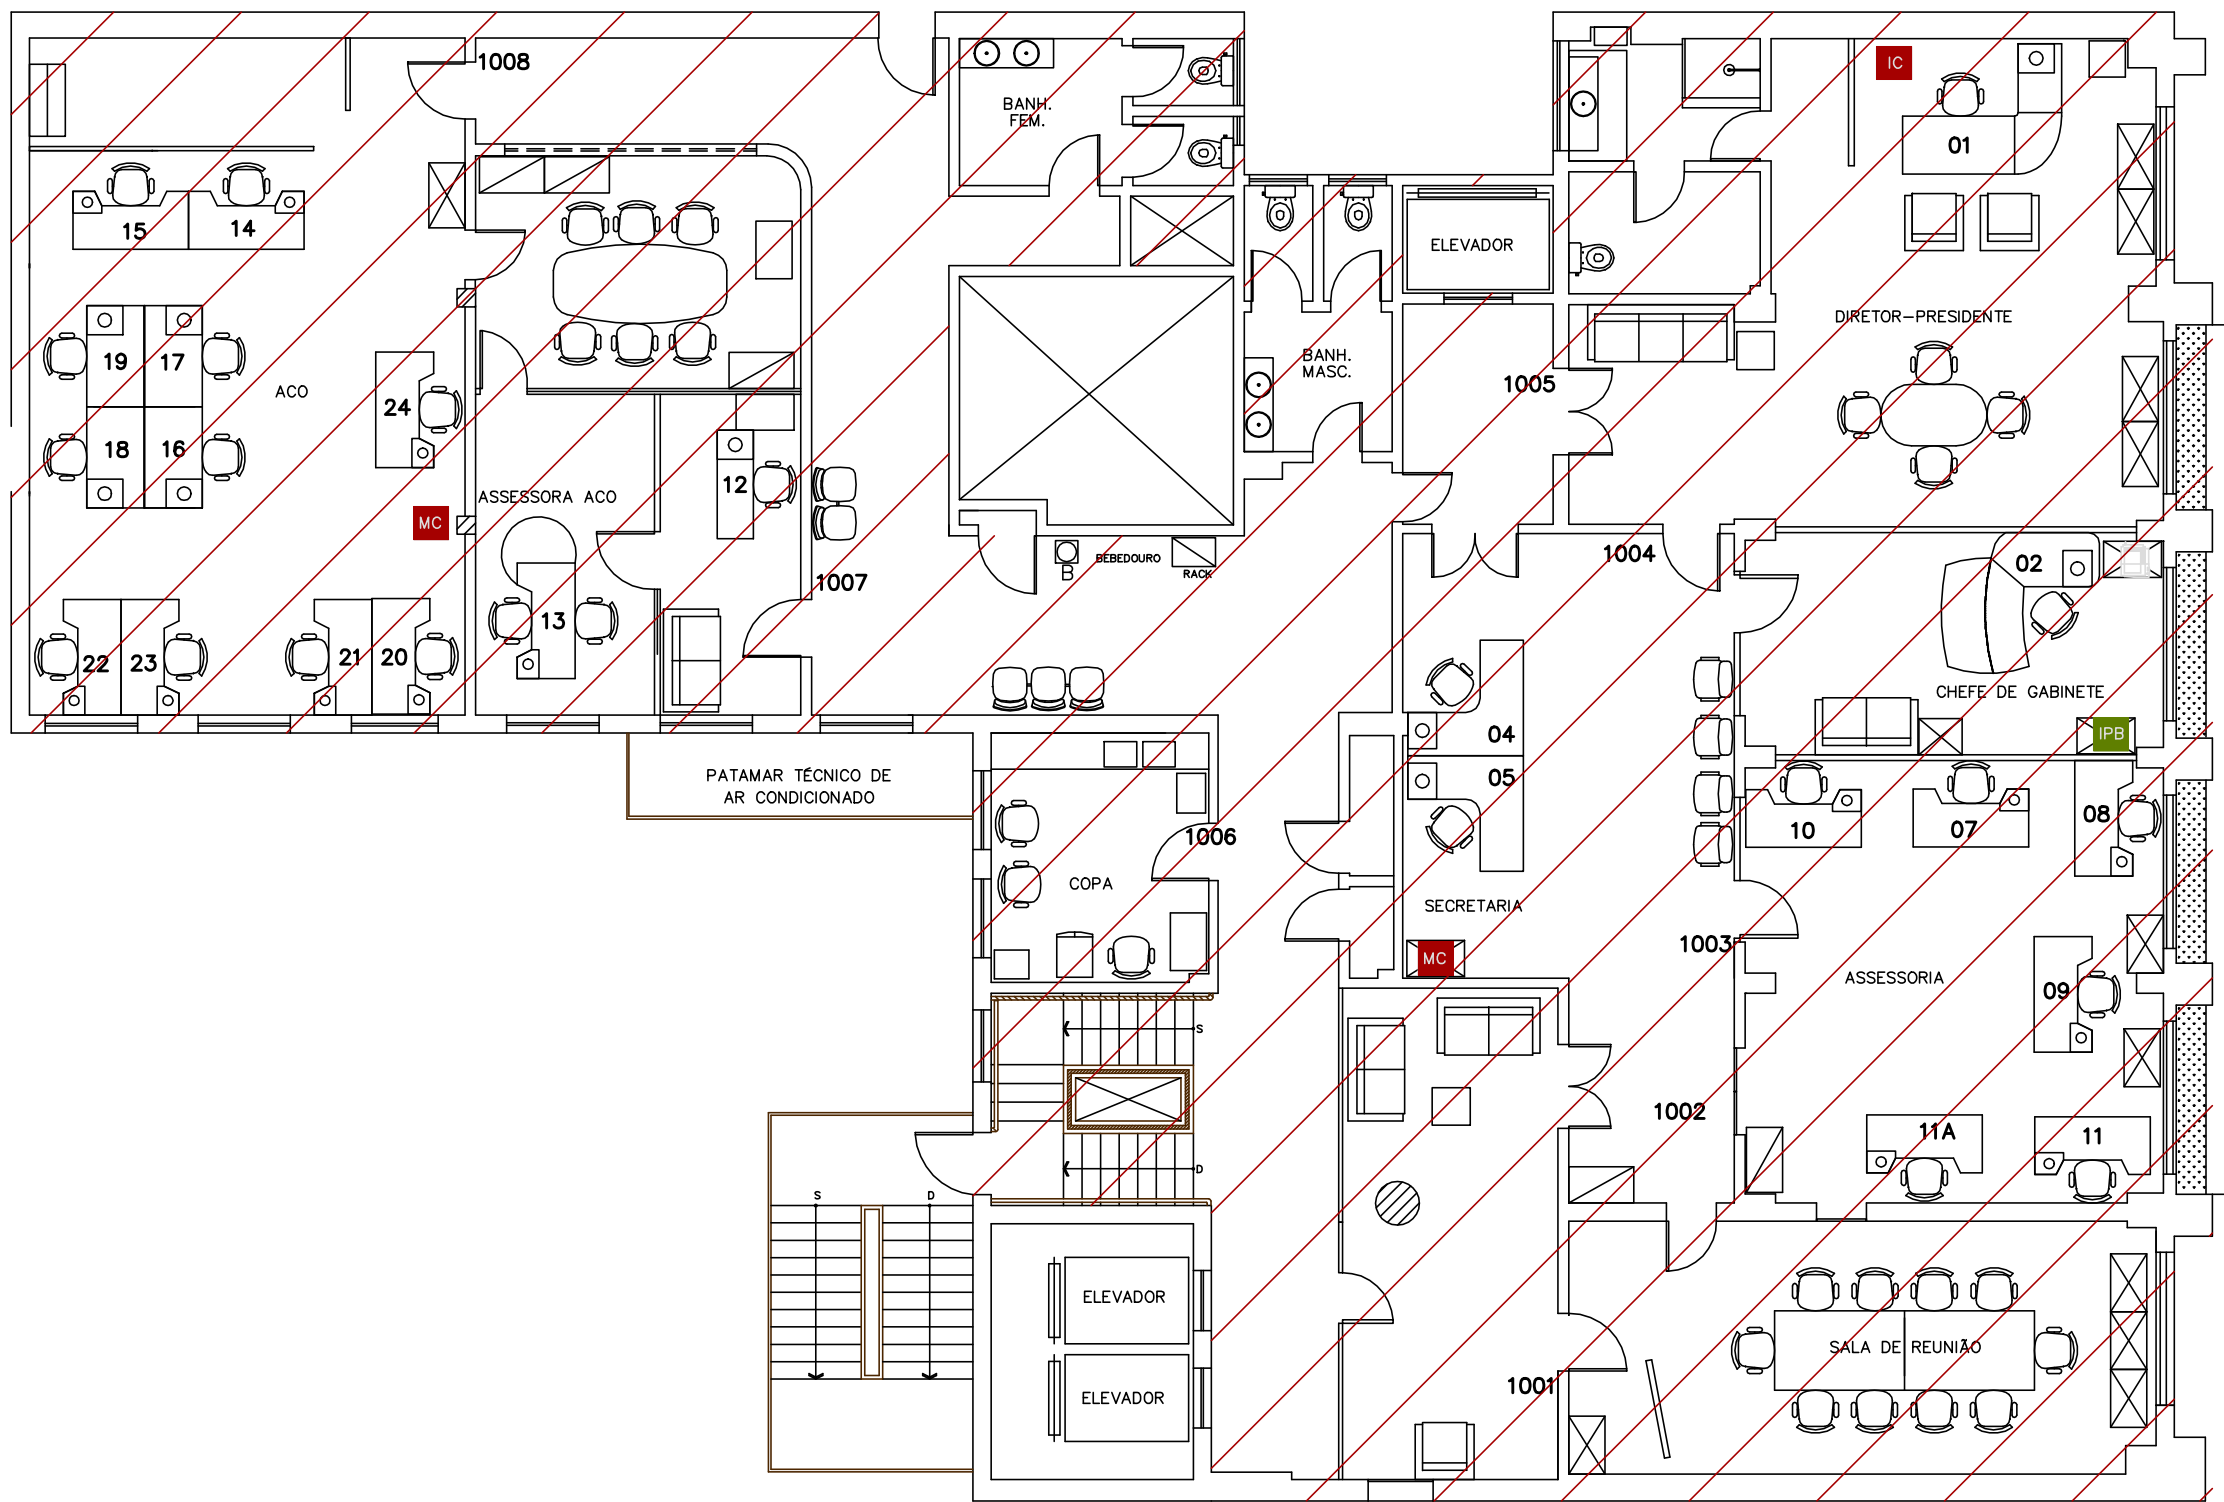 1008
IC
BANH.
FEM.
01
15
14
ELEVADOR
DIRETOR-PRESIDENTE
19
17
ACO
24
BANH.
MASC.
1005
18
16
ASSESSORA ACO
12
MC
BEBEDOURO
B
RACK
1004
02
1007
13
22
23
21
20
CHEFE DE GABINETE
IPB
04
05
PATAMAR TÉCNICO DE
AR CONDICIONADO
10
07
08
1006
COPA
SECRETARIA
MC
1003
ASSESSORIA
09
S
1002
11A
11
D
S
D
ELEVADOR
SALA DE REUNIÃO
1001
ELEVADOR